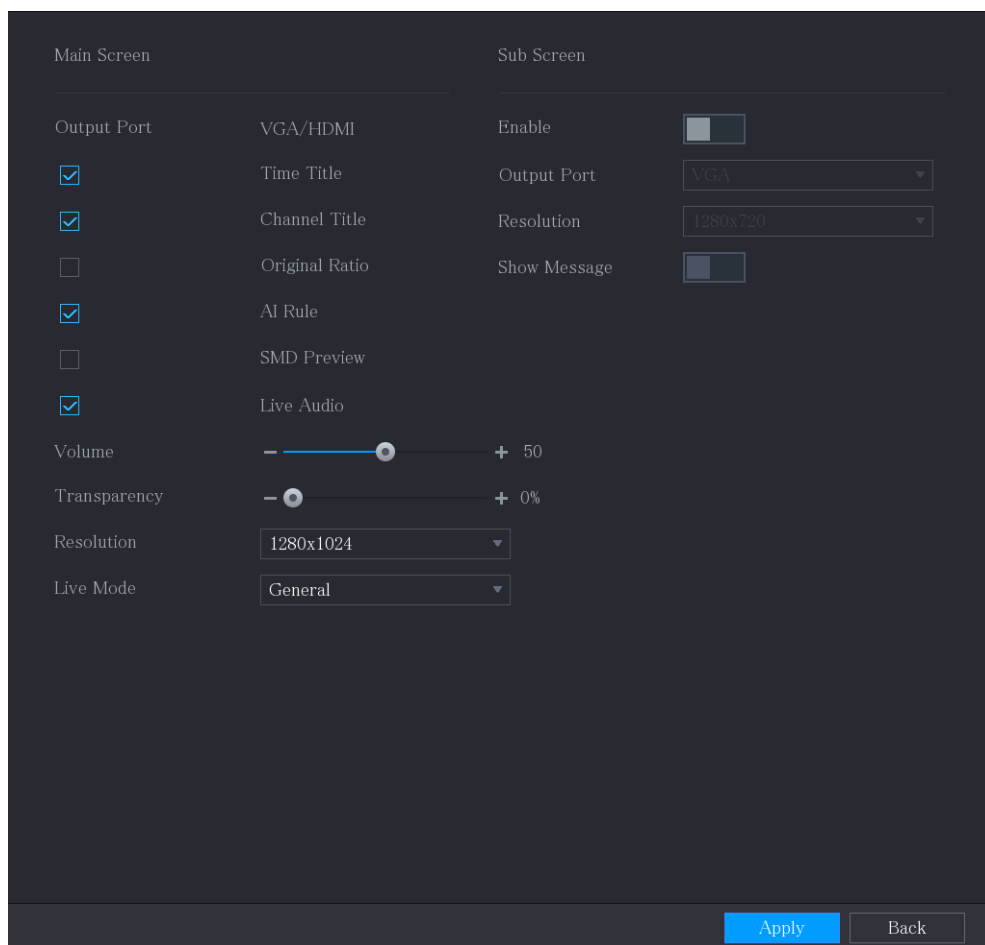 Main Screen
Output Port VGA/HDMI
Time Title
Channel Title
Original Ratio
AI Rule
SMD Preview
Live Audio
Volume 50
Transparency 0%
Resolution 1280x1024
Live Mode General
Sub Screen
Enable
Output Port VGA
Resolution 1280x720
Show Message
Apply Back